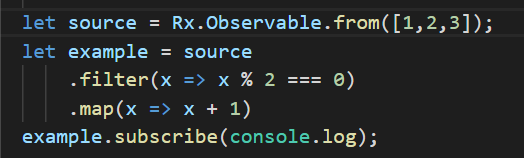 let source = Rx.Observable.from([1,2,3]);
let example = source
.filter(x => x % 2 === 0)
.map(x => x + 1)
example.subscribe(console.log);